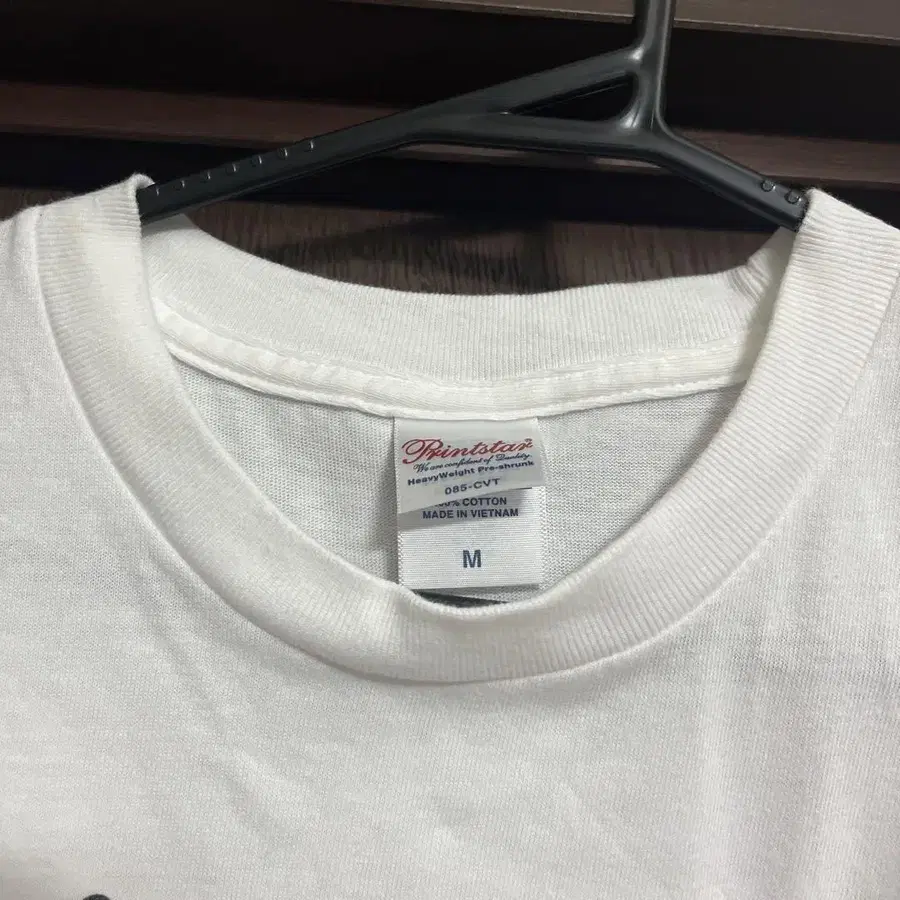 Printstar
We are confident of Quality
HeavyWeight Pre-shrunk
085-CVT
% COTTON
MADE IN VIETNAM
M